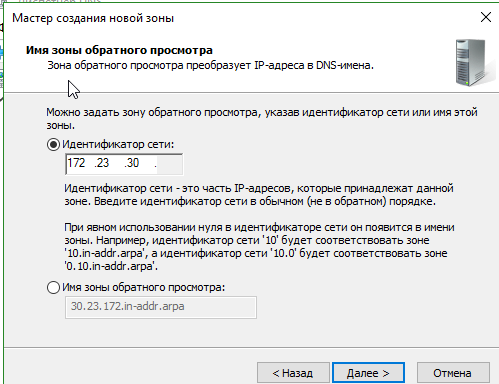 Мастер создания новой зоны
Имя зоны обратного просмотра
Зона обратного просмотра преобразует IP-адреса в DNS-имена.
Можно задать зону обратного просмотра, указав идентификатор сети или имя этой
зоны.
Идентификатор сети:
172 .23 .30 .
Идентификатор сети - это часть IP-адресов, которые принадлежат данной
зоне. Введите идентификатор сети в обычном (не в обратном) порядке.
При явном использовании нуля в идентификаторе сети он появится в имени
зоны. Например, идентификатор сети '10' будет соответствовать зоне
'10.in-addr.arpa', а идентификатор сети '10.0' будет соответствовать зоне
'0.10.in-addr.arpa'.
Имя зоны обратного просмотра:
30.23.172.in-addr.arpa
< Назад Далее > Отмена